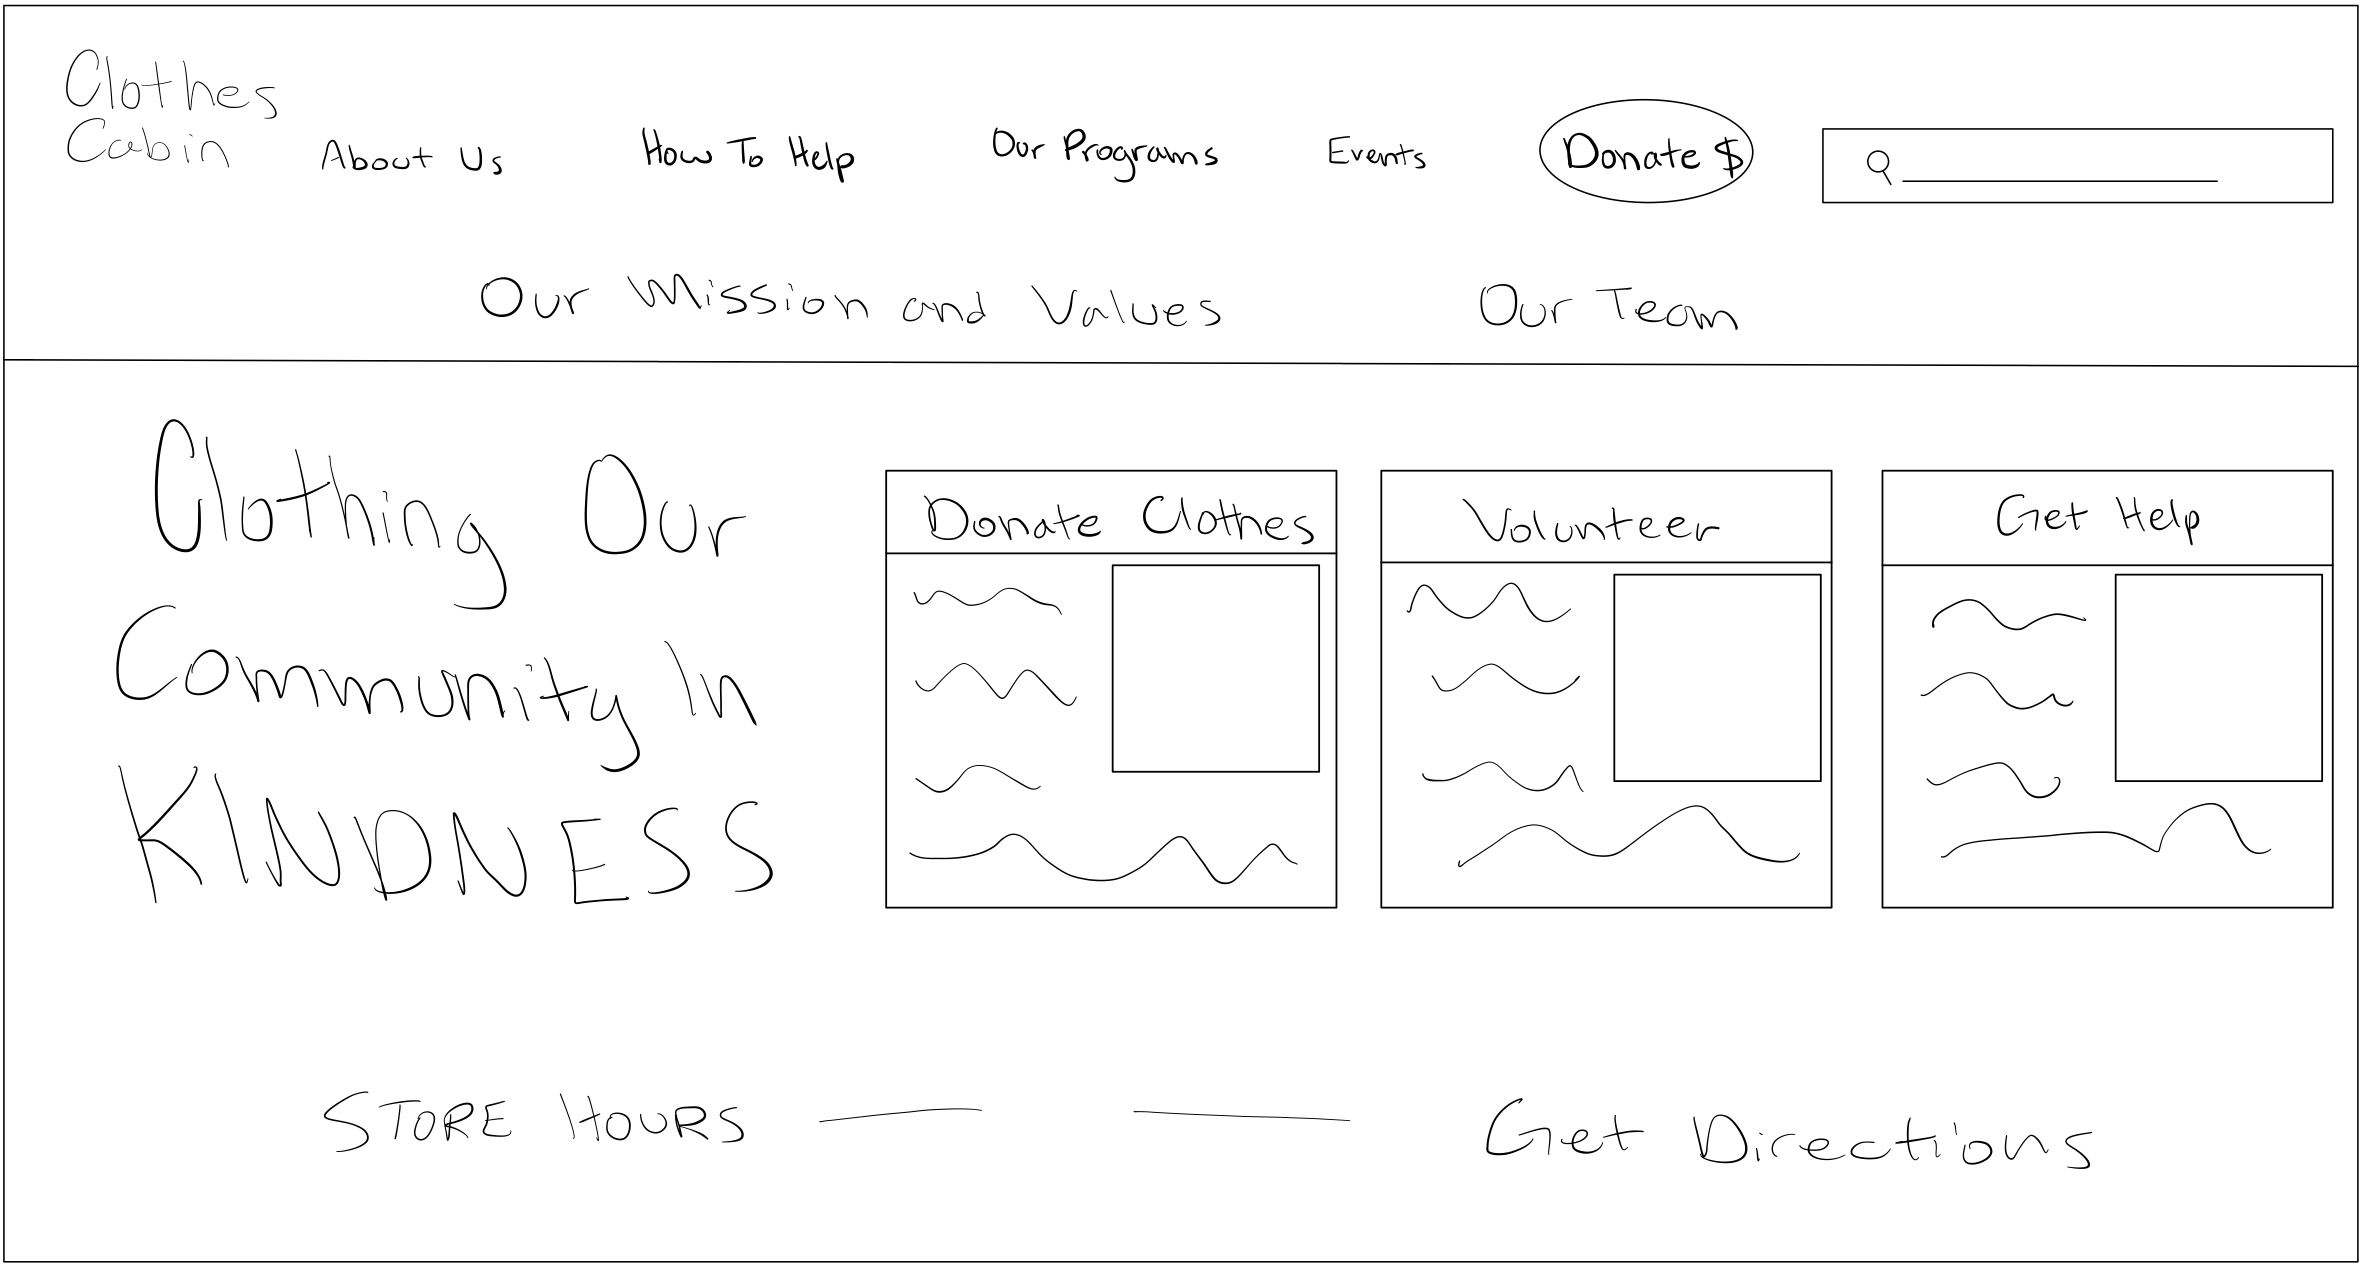 Clothes
Cabin
About Us
How To Help
Our Programs
Events
Donate $
Our Mission and Values
Our Team
Clothing Our
Community In
KINDNESS
Donate Clothes
Volunteer
Get Help
STORE HOURS
Get Directions